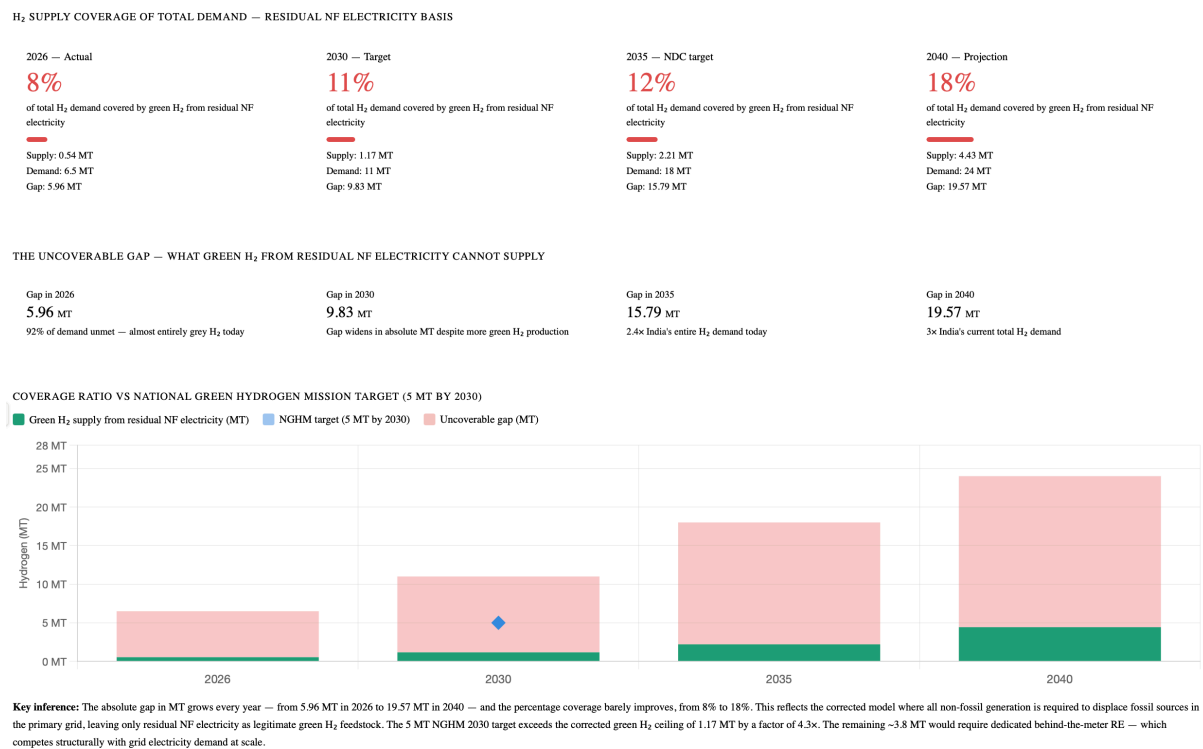 H₂ SUPPLY COVERAGE OF TOTAL DEMAND — RESIDUAL NF ELECTRICITY BASIS
2026 — Actual
8%
of total H₂ demand covered by green H₂ from residual NF
electricity
Supply: 0.54 MT
Demand: 6.5 MT
Gap: 5.96 MT
2030 — Target
11%
of total H₂ demand covered by green H₂ from residual NF
electricity
Supply: 1.17 MT
Demand: 11 MT
Gap: 9.83 MT
2035 — NDC target
12%
of total H₂ demand covered by green H₂ from residual NF
electricity
Supply: 2.21 MT
Demand: 18 MT
Gap: 15.79 MT
2040 — Projection
18%
of total H₂ demand covered by green H₂ from residual NF
electricity
Supply: 4.43 MT
Demand: 24 MT
Gap: 19.57 MT
THE UNCOVERABLE GAP — WHAT GREEN H₂ FROM RESIDUAL NF ELECTRICITY CANNOT SUPPLY
Gap in 2026
5.96 MT
92% of demand unmet — almost entirely grey H₂ today
Gap in 2030
9.83 MT
Gap widens in absolute MT despite more green H₂ production
Gap in 2035
15.79 MT
2.4× India's entire H₂ demand today
Gap in 2040
19.57 MT
3× India's current total H₂ demand
COVERAGE RATIO VS NATIONAL GREEN HYDROGEN MISSION TARGET (5 MT BY 2030)
Green H₂ supply from residual NF electricity (MT)
NGHM target (5 MT by 2030)
Uncoverable gap (MT)
Hydrogen (MT)
28 MT
25 MT
20 MT
15 MT
10 MT
5 MT
0 MT
2026
2030
2035
2040
Key inference: The absolute gap in MT grows every year — from 5.96 MT in 2026 to 19.57 MT in 2040 — and the percentage coverage barely improves, from 8% to 18%. This reflects the corrected model where all non-fossil generation is required to displace fossil sources in
the primary grid, leaving only residual NF electricity as legitimate green H₂ feedstock. The 5 MT NGHM 2030 target exceeds the corrected green H₂ ceiling of 1.17 MT by a factor of 4.3×. The remaining ~3.8 MT would require dedicated behind-the-meter RE — which
competes structurally with grid electricity demand at scale.